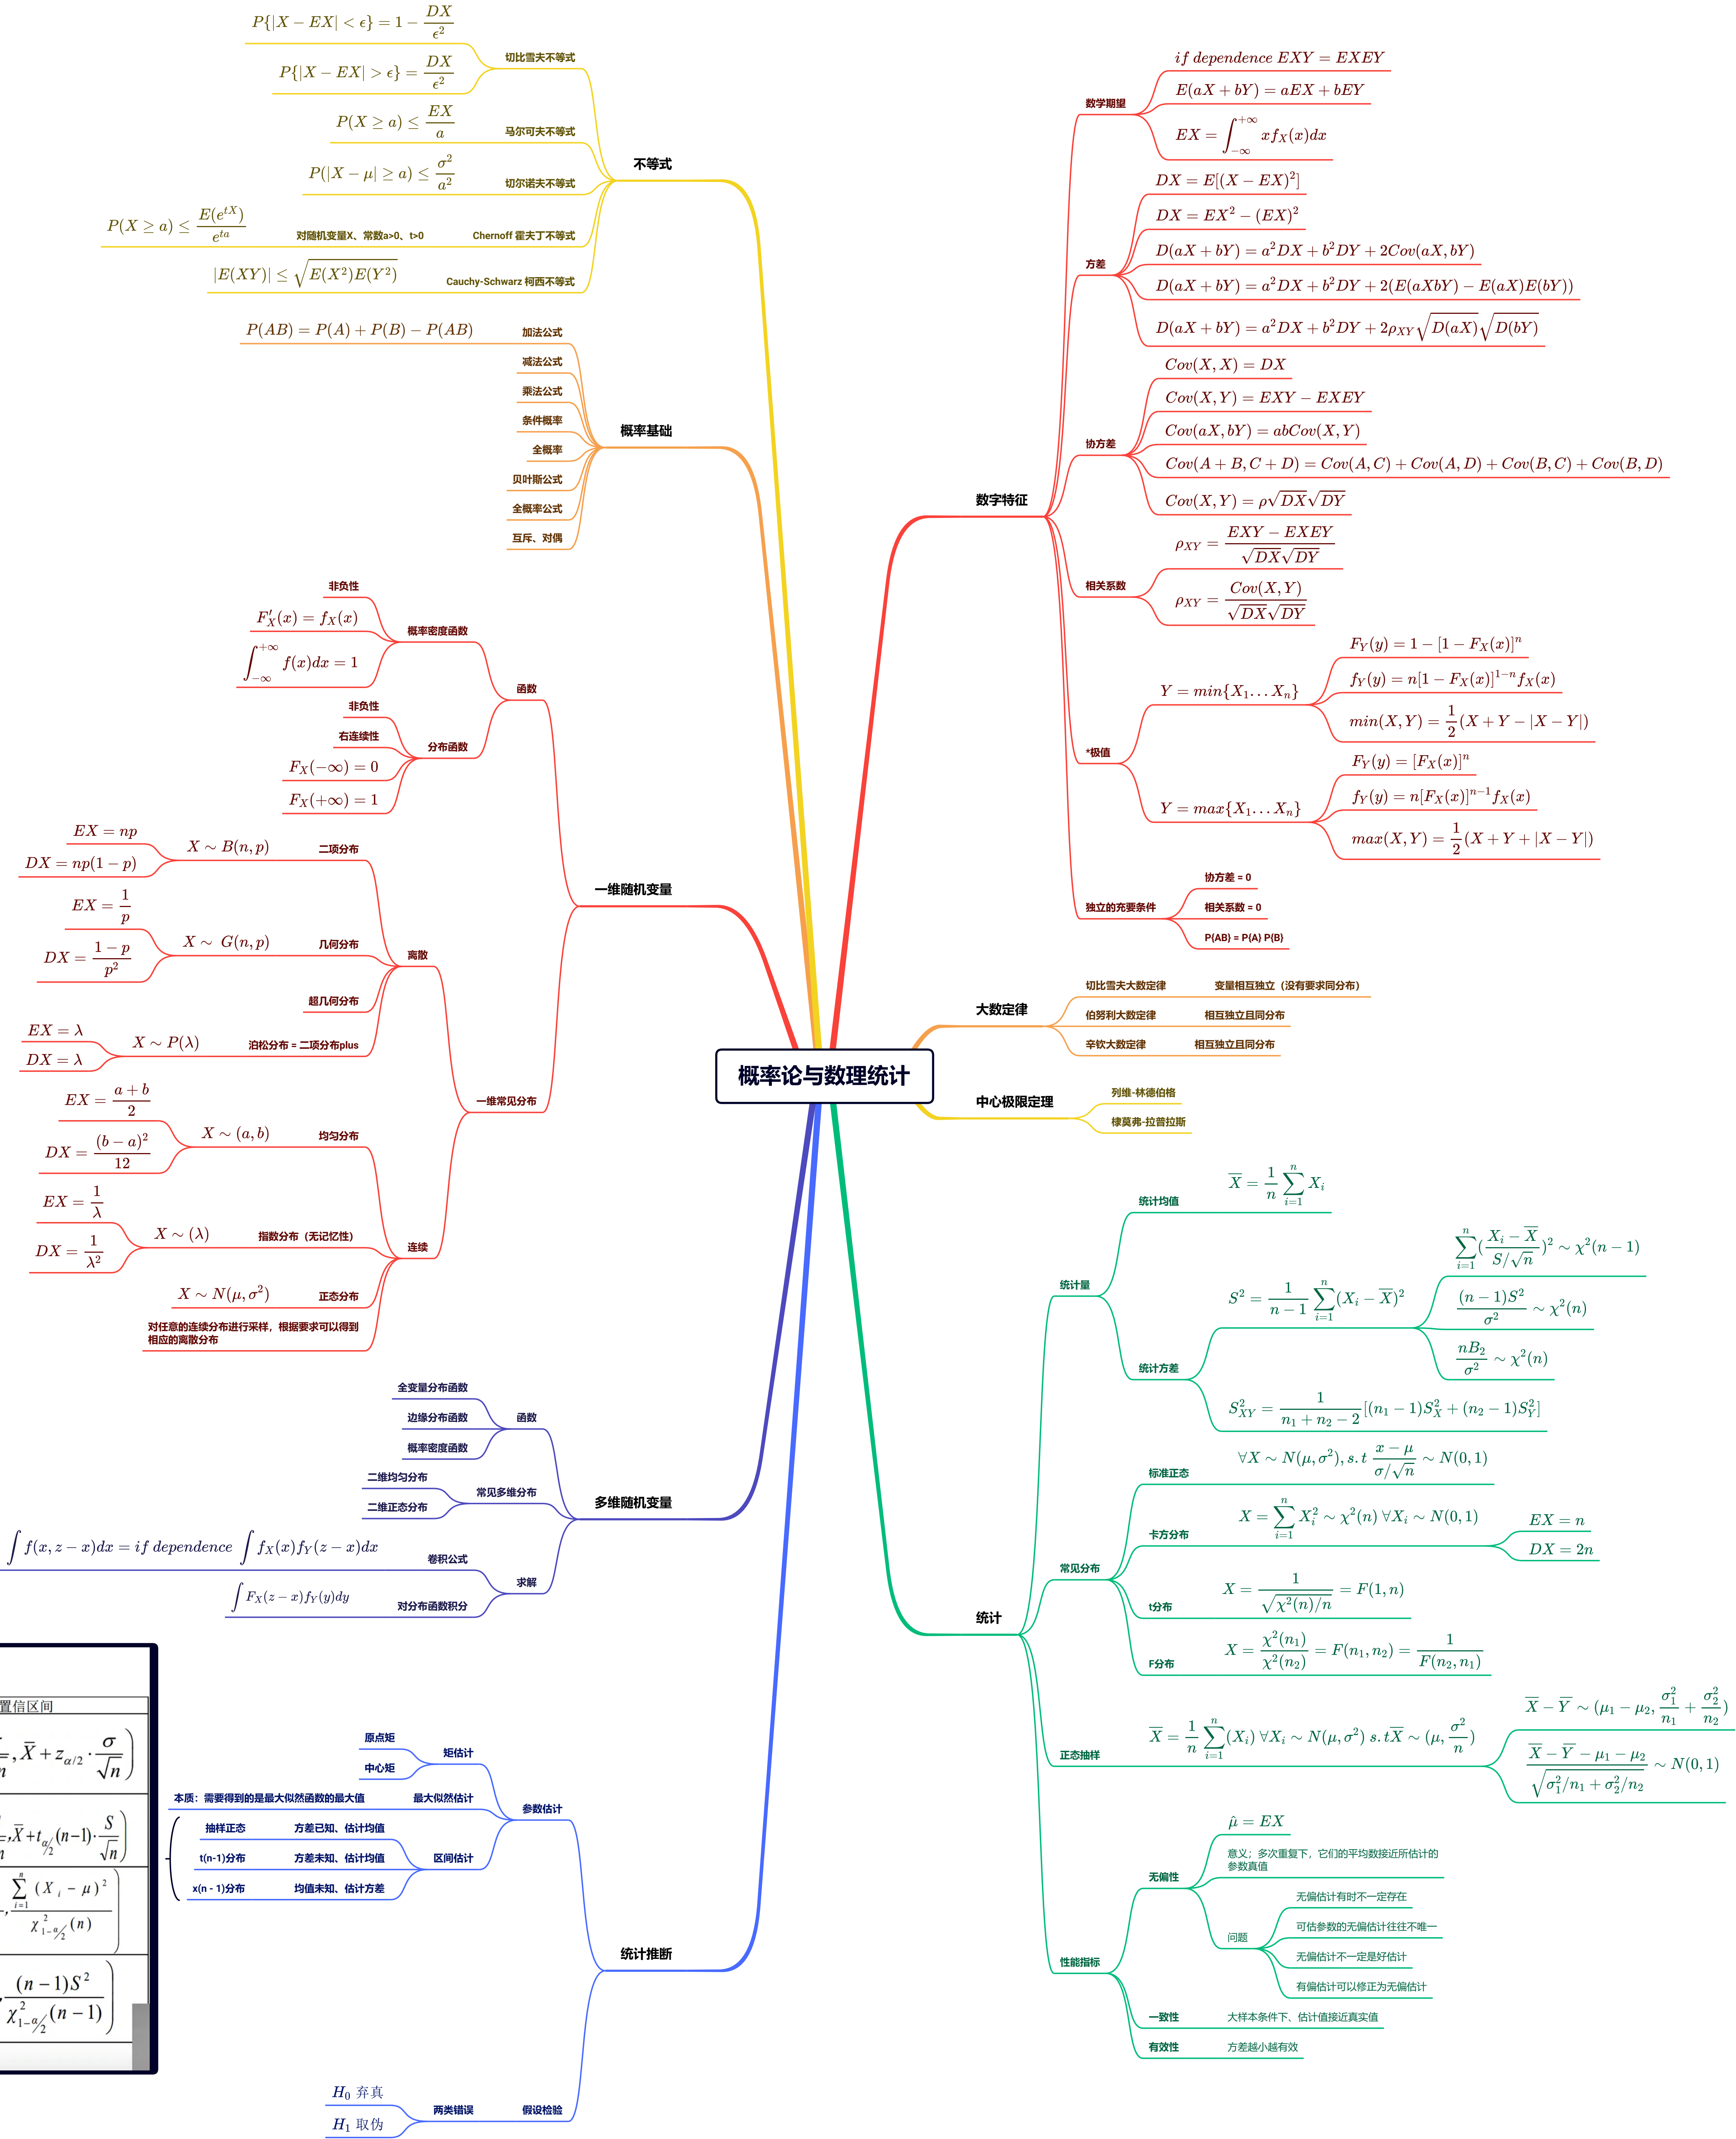 概率论与数理统计
不等式
切比雪夫不等式
P{|X − EX| < ϵ} = 1 − DX/ϵ²
P{|X − EX| > ϵ} = DX/ϵ²
马尔可夫不等式
P(X ≥ a) ≤ EX/a
切尔诺夫不等式
P(|X − μ| ≥ a) ≤ σ²/a²
Chernoff 霍夫丁不等式
对随机变量X、常数a>0、t>0
P(X ≥ a) ≤ E(e^{tX})/e^{ta}
Cauchy-Schwarz 柯西不等式
|E(XY)| ≤ √(E(X²)E(Y²))
概率基础
加法公式
P(AB) = P(A) + P(B) − P(AB)
减法公式
乘法公式
条件概率
全概率
贝叶斯公式
全概率公式
互斥、对偶
一维随机变量
函数
概率密度函数
非负性
F′_X(x) = f_X(x)
∫_{−∞}^{+∞} f(x)dx = 1
分布函数
非负性
右连续性
F_X(−∞) = 0
F_X(+∞) = 1
一维常见分布
离散
二项分布
X ∼ B(n, p)
EX = np
DX = np(1 − p)
几何分布
X ∼ G(n, p)
EX = 1/p
DX = (1 − p)/p²
超几何分布
泊松分布 = 二项分布plus
X ∼ P(λ)
EX = λ
DX = λ
连续
均匀分布
X ∼ (a, b)
EX = (a + b)/2
DX = (b − a)²/12
指数分布（无记忆性）
X ∼ (λ)
EX = 1/λ
DX = 1/λ²
正态分布
X ∼ N(μ, σ²)
对任意的连续分布进行采样，根据要求可以得到
相应的离散分布
多维随机变量
函数
全变量分布函数
边缘分布函数
概率密度函数
常见多维分布
二维均匀分布
二维正态分布
求解
卷积公式
∫ f(x, z − x)dx = if dependence ∫ f_X(x)f_Y(z − x)dx
对分布函数积分
∫ F_X(z − x)f_Y(y)dy
统计推断
参数估计
矩估计
原点矩
中心矩
最大似然估计
本质：需要得到的是最大似然函数的最大值
区间估计
方差已知、估计均值
抽样正态
方差未知、估计均值
t(n-1)分布
均值未知、估计方差
x(n - 1)分布
置信区间
, X̄ + z_{α/2} · σ/√n)
, X̄ + t_{α/2}(n−1) · S/√n)
, ∑_{i=1}^{n} (X_i − μ)² / χ²_{1−α/2}(n))
, (n − 1)S² / χ²_{1−α/2}(n − 1))
假设检验
两类错误
H₀ 弃真
H₁ 取伪
数字特征
数学期望
if dependence EXY = EXEY
E(aX + bY) = aEX + bEY
EX = ∫_{−∞}^{+∞} xf_X(x)dx
方差
DX = E[(X − EX)²]
DX = EX² − (EX)²
D(aX + bY) = a²DX + b²DY + 2Cov(aX, bY)
D(aX + bY) = a²DX + b²DY + 2(E(aXbY) − E(aX)E(bY))
D(aX + bY) = a²DX + b²DY + 2ρ_{XY}√D(aX)√D(bY)
协方差
Cov(X, X) = DX
Cov(X, Y) = EXY − EXEY
Cov(aX, bY) = abCov(X, Y)
Cov(A + B, C + D) = Cov(A, C) + Cov(A, D) + Cov(B, C) + Cov(B, D)
Cov(X, Y) = ρ√DX√DY
相关系数
ρ_{XY} = (EXY − EXEY)/(√DX√DY)
ρ_{XY} = Cov(X, Y)/(√DX√DY)
*极值
Y = min{X₁...Xₙ}
F_Y(y) = 1 − [1 − F_X(x)]ⁿ
f_Y(y) = n[1 − F_X(x)]^{1−n}f_X(x)
min(X, Y) = 1/2(X + Y − |X − Y|)
Y = max{X₁...Xₙ}
F_Y(y) = [F_X(x)]ⁿ
f_Y(y) = n[F_X(x)]^{n−1}f_X(x)
max(X, Y) = 1/2(X + Y + |X − Y|)
独立的充要条件
协方差 = 0
相关系数 = 0
P{AB} = P{A} P{B}
大数定律
切比雪夫大数定律
变量相互独立（没有要求同分布）
伯努利大数定律
相互独立且同分布
辛钦大数定律
相互独立且同分布
中心极限定理
列维-林德伯格
棣莫弗-拉普拉斯
统计
统计量
统计均值
X̄ = 1/n ∑_{i=1}^{n} X_i
统计方差
S² = 1/(n − 1) ∑_{i=1}^{n} (X_i − X̄)²
∑_{i=1}^{n} ((X_i − X̄)/(S/√n))² ∼ χ²(n − 1)
(n − 1)S²/σ² ∼ χ²(n)
nB₂/σ² ∼ χ²(n)
S²_{XY} = 1/(n₁ + n₂ − 2)[(n₁ − 1)S²_X + (n₂ − 1)S²_Y]
常见分布
标准正态
∀X ∼ N(μ, σ²), s.t (x − μ)/(σ/√n) ∼ N(0, 1)
卡方分布
X = ∑_{i=1}^{n} X_i² ∼ χ²(n) ∀X_i ∼ N(0, 1)
EX = n
DX = 2n
t分布
X = 1/√(χ²(n)/n) = F(1, n)
F分布
X = χ²(n₁)/χ²(n₂) = F(n₁, n₂) = 1/F(n₂, n₁)
正态抽样
X̄ = 1/n ∑_{i=1}^{n} (X_i) ∀X_i ∼ N(μ, σ²) s.tX̄ ∼ (μ, σ²/n)
X̄ − Ȳ ∼ (μ₁ − μ₂, σ₁²/n₁ + σ₂²/n₂)
(X̄ − Ȳ − μ₁ − μ₂)/√(σ₁²/n₁ + σ₂²/n₂) ∼ N(0, 1)
性能指标
无偏性
μ̂ = EX
意义；多次重复下，它们的平均数接近所估计的
参数真值
问题
无偏估计有时不一定存在
可估参数的无偏估计往往不唯一
无偏估计不一定是好估计
有偏估计可以修正为无偏估计
一致性
大样本条件下、估计值接近真实值
有效性
方差越小越有效